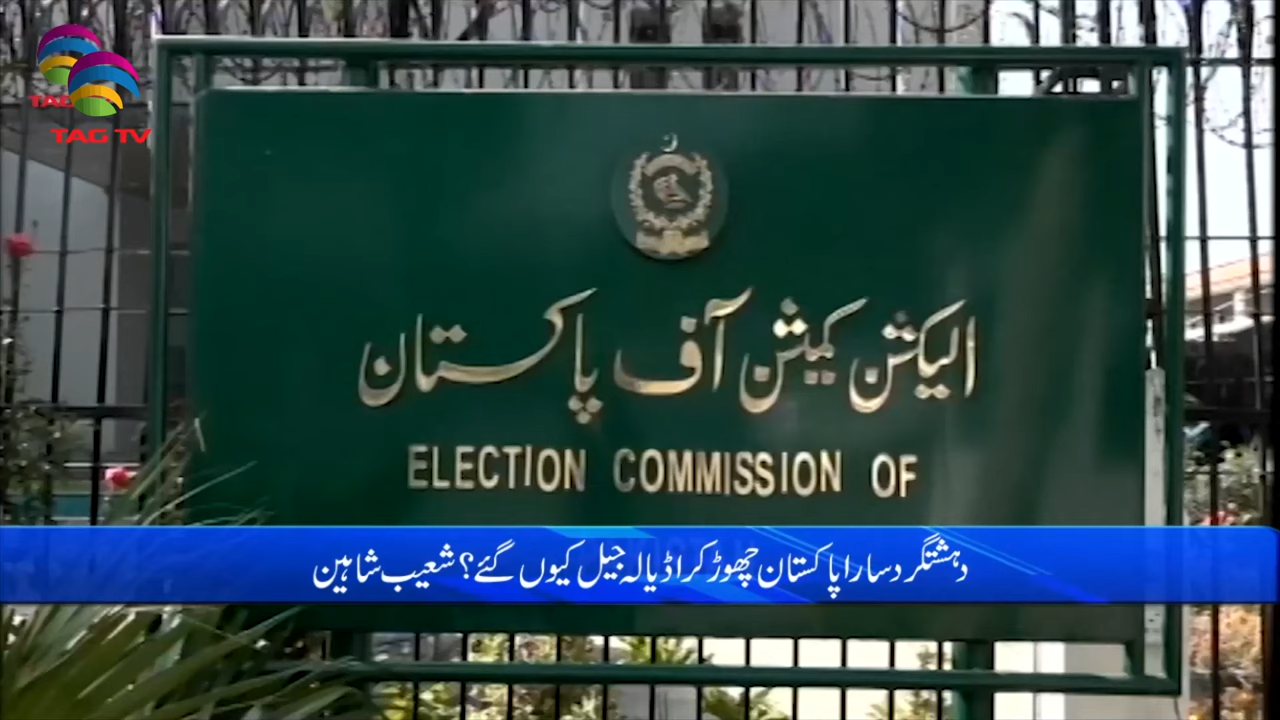 TAG
TAG TV
الیکشن کمیشن آف پاکستان
ELECTION COMMISSION OF
دہشتگرد سارا پاکستان چھوڑ کر اڈیالہ جیل کیوں گئے؟ شعیب شاہین